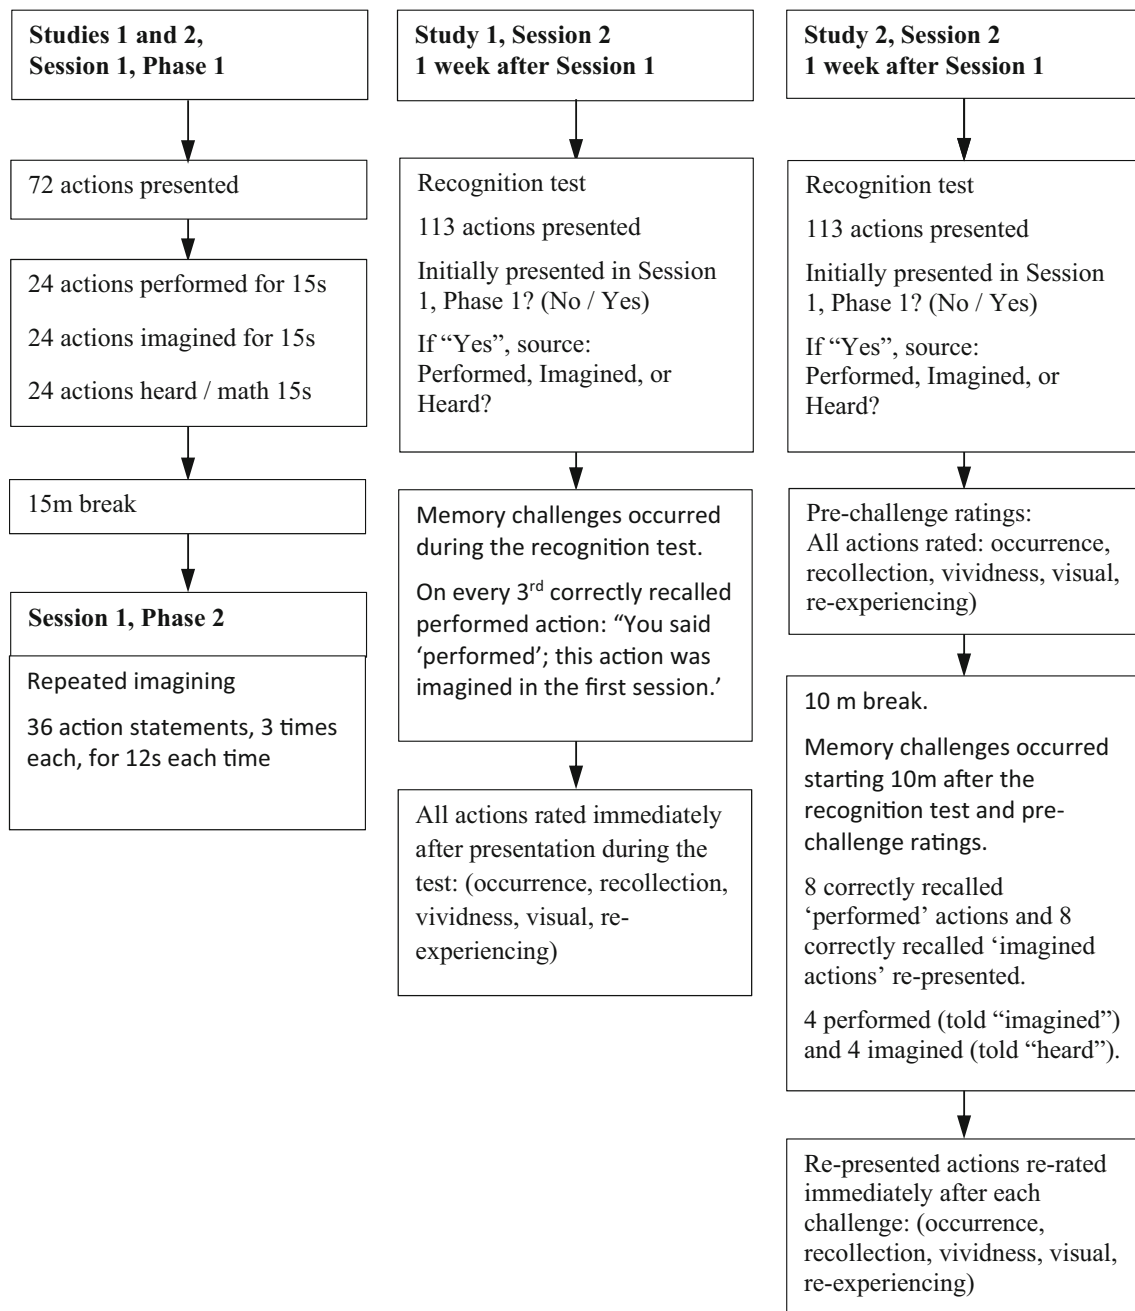 Studies 1 and 2,
Session 1, Phase 1
72 actions presented
24 actions performed for 15s
24 actions imagined for 15s
24 actions heard / math 15s
15m break
Session 1, Phase 2
Repeated imagining
36 action statements, 3 times
each, for 12s each time
Study 1, Session 2
1 week after Session 1
Recognition test
113 actions presented
Initially presented in Session
1, Phase 1? (No / Yes)
If “Yes”, source:
Performed, Imagined, or
Heard?
Memory challenges occurred
during the recognition test.
On every 3rd correctly recalled
performed action: “You said
‘performed’; this action was
imagined in the first session.’
All actions rated immediately
after presentation during the
test: (occurrence, recollection,
vividness, visual, re-
experiencing)
Study 2, Session 2
1 week after Session 1
Recognition test
113 actions presented
Initially presented in Session
1, Phase 1? (No / Yes)
If “Yes”, source:
Performed, Imagined, or
Heard?
Pre-challenge ratings:
All actions rated: occurrence,
recollection, vividness, visual,
re-experiencing)
10 m break.
Memory challenges occurred
starting 10m after the
recognition test and pre-
challenge ratings.
8 correctly recalled
‘performed’ actions and 8
correctly recalled ‘imagined
actions’ re-presented.
4 performed (told “imagined”)
and 4 imagined (told “heard”).
Re-presented actions re-rated
immediately after each
challenge: (occurrence,
recollection, vividness, visual,
re-experiencing)